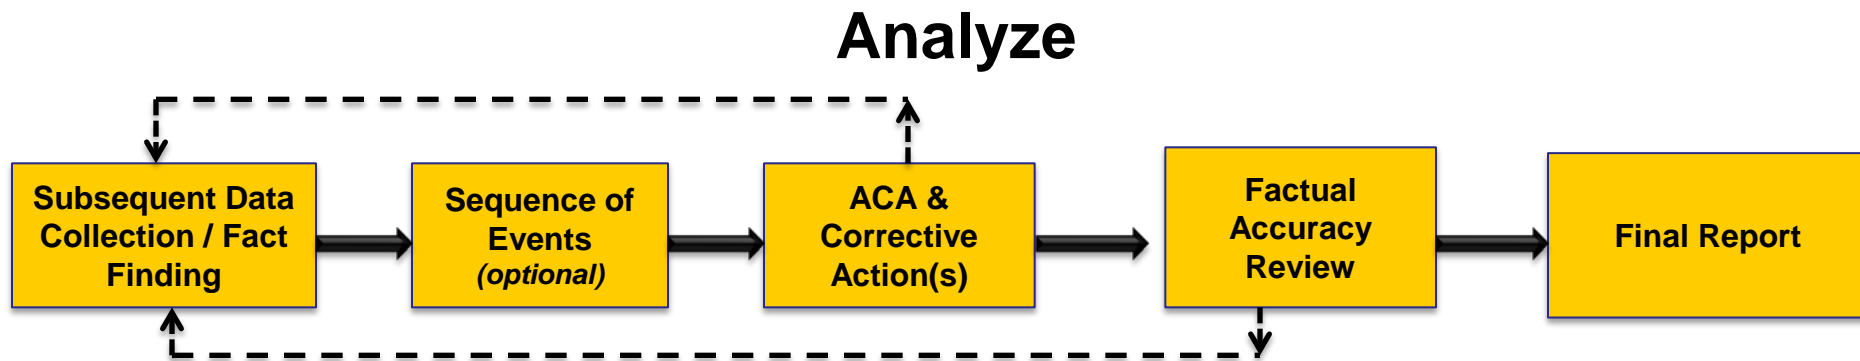 Analyze
Subsequent Data
Collection / Fact
Finding
Sequence of
Events
(optional)
ACA &
Corrective
Action(s)
Factual
Accuracy
Review
Final Report